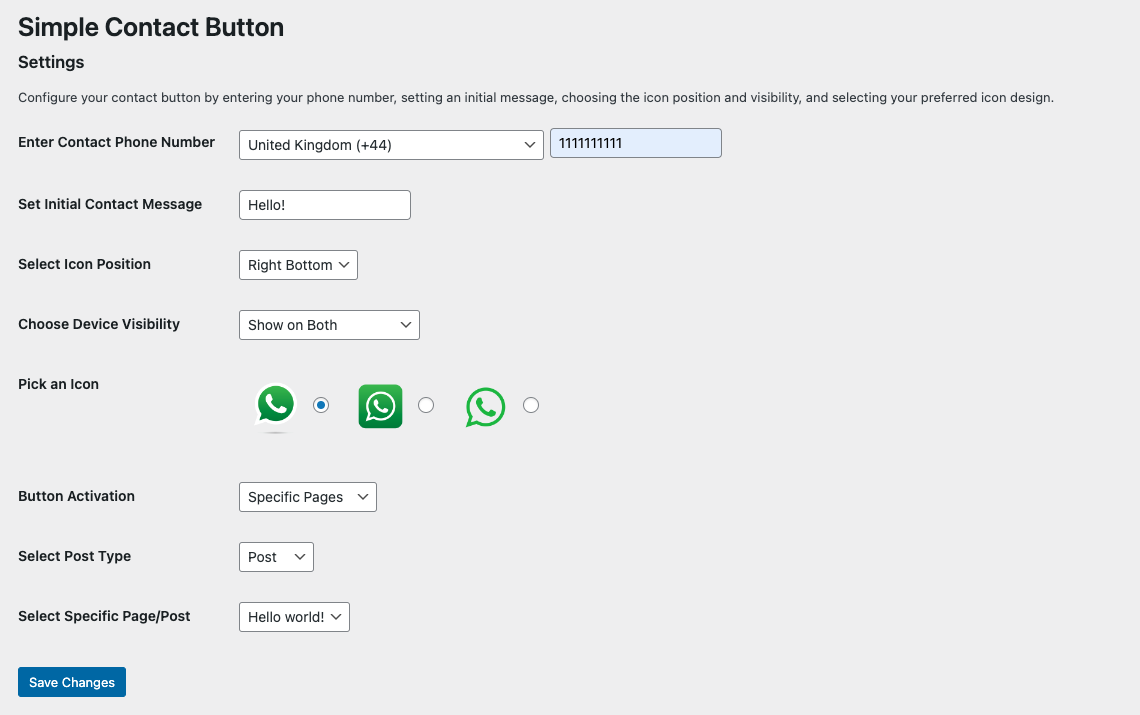 Simple Contact Button
Settings
Configure your contact button by entering your phone number, setting an initial message, choosing the icon position and visibility, and selecting your preferred icon design.
Enter Contact Phone Number United Kingdom (+44) 1111111111
Set Initial Contact Message Hello!
Select Icon Position Right Bottom
Choose Device Visibility Show on Both
Pick an Icon
Button Activation Specific Pages
Select Post Type Post
Select Specific Page/Post Hello world!
Save Changes